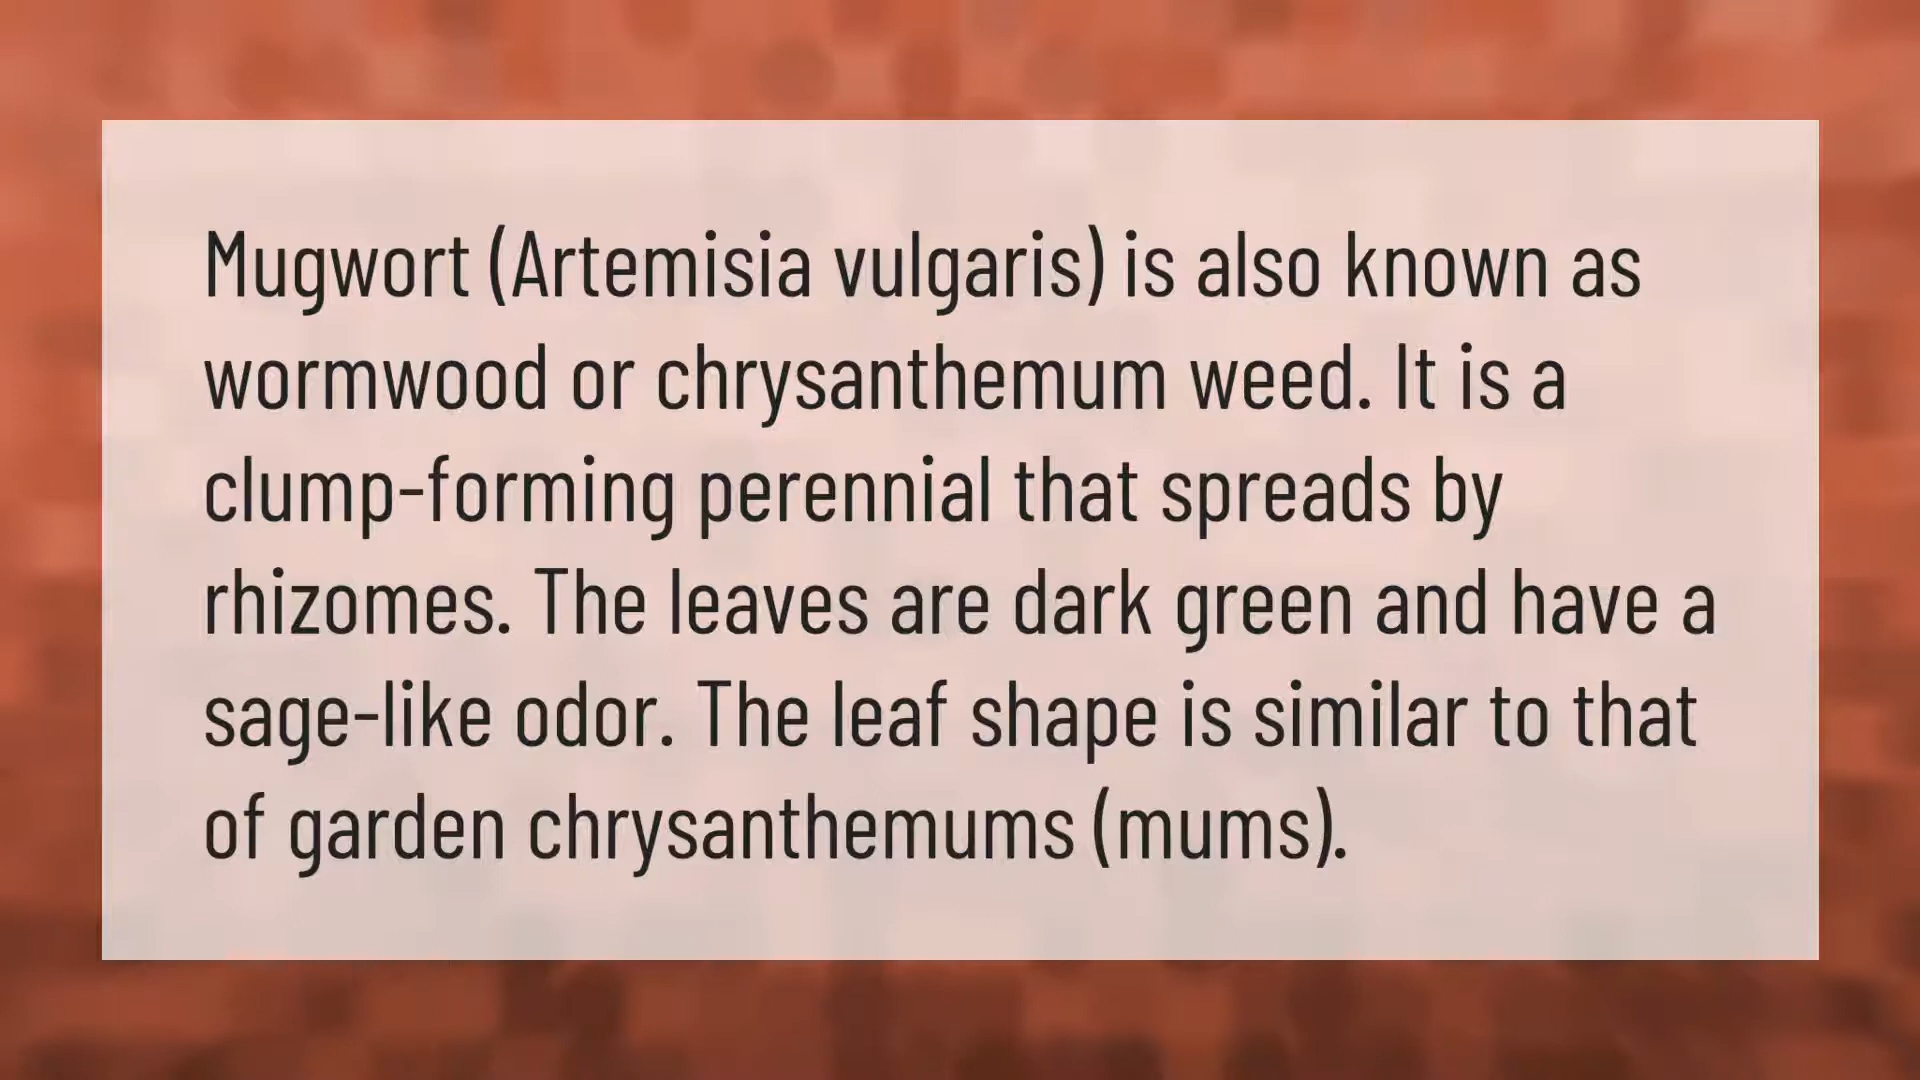 Mugwort (Artemisia vulgaris) is also known as
wormwood or chrysanthemum weed. It is a
clump-forming perennial that spreads by
rhizomes. The leaves are dark green and have a
sage-like odor. The leaf shape is similar to that
of garden chrysanthemums (mums).